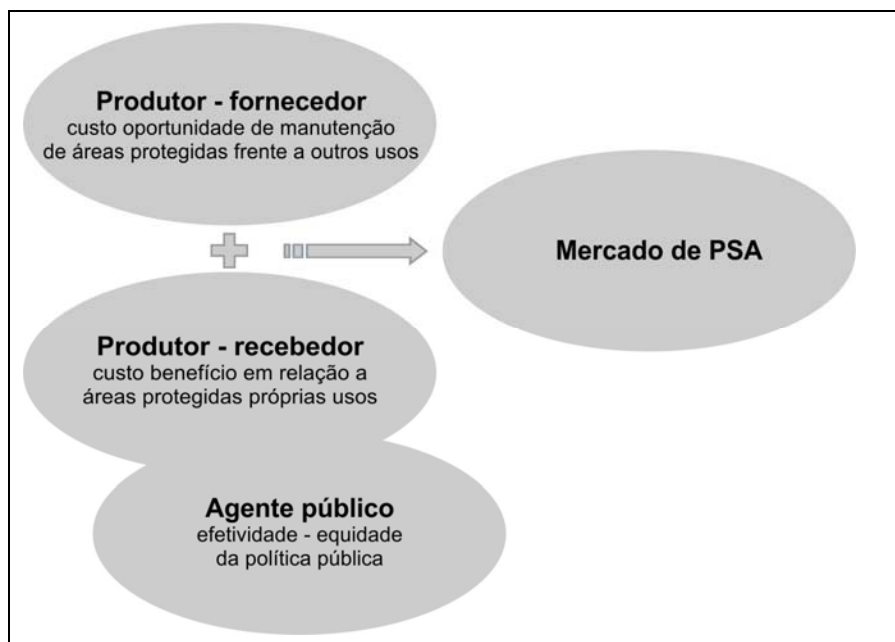 Produtor - fornecedor
custo oportunidade de manutenção
de áreas protegidas frente a outros usos
Mercado de PSA
Produtor - recebedor
custo benefício em relação a
áreas protegidas próprias usos
Agente público
efetividade - equidade
da política pública